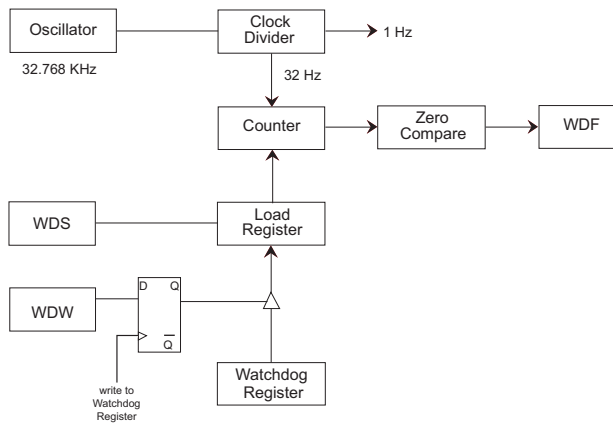 Oscillator
Clock
Divider
1 Hz
32.768 KHz
32 Hz
Counter
Zero
Compare
WDF
WDS
Load
Register
D Q
WDW
Q
Watchdog
Register
write to
Watchdog
Register